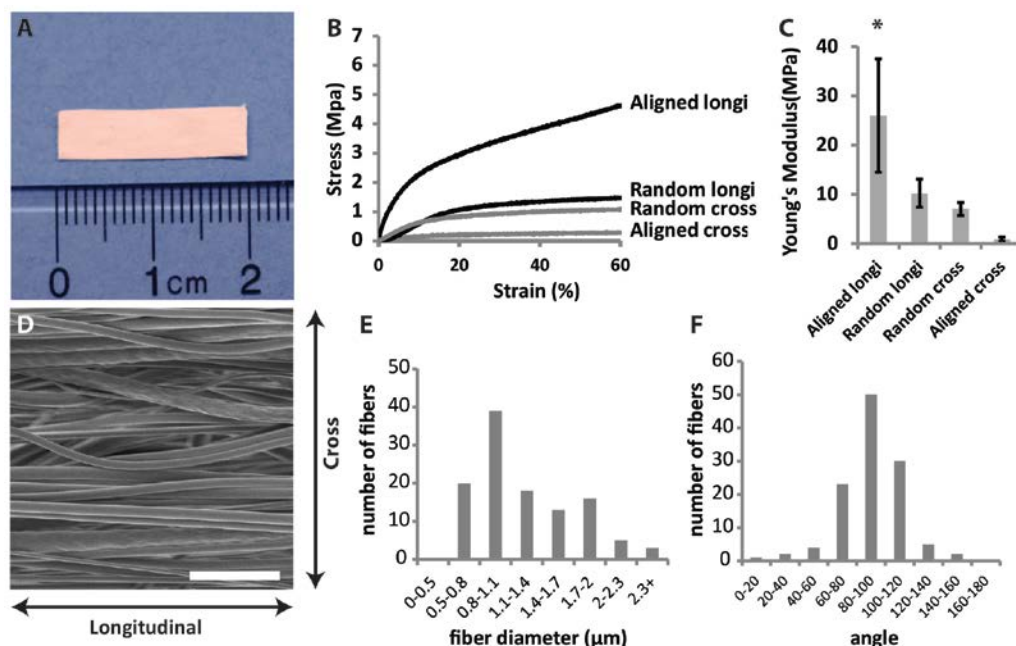 A
0
1
cm
2
B
Stress (Mpa)
7
6
5
4
3
2
1
0
0
20
40
60
Strain (%)
Aligned longi
Random longi
Random cross
Aligned cross
C
*
Young's Modulus(MPa)
40
30
20
10
0
Aligned longi
Random longi
Random cross
Aligned cross
D
Cross
Longitudinal
E
number of fibers
50
40
30
20
10
0
0-0.5
0.5-0.8
0.8-1.1
1.1-1.4
1.4-1.7
1.7-2
2-2.3
2.3+
fiber diameter (μm)
F
number of fibers
60
50
40
30
20
10
0
0-20
20-40
40-60
60-80
80-100
100-120
120-140
140-160
160-180
angle